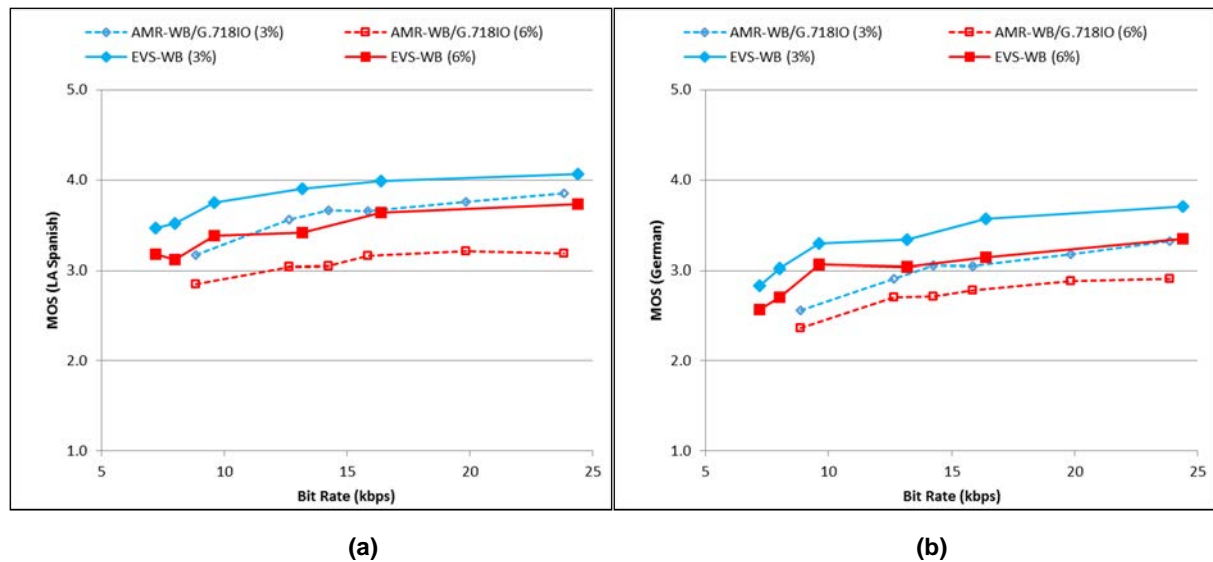 AMR-WB/G.718IO (3%) AMR-WB/G.718IO (6%)
EVS-WB (3%) EVS-WB (6%)
5.0
4.0
3.0
2.0
1.0
MOS (LA Spanish)
5 10 15 20 25
Bit Rate (kbps)
(a)
AMR-WB/G.718IO (3%) AMR-WB/G.718IO (6%)
EVS-WB (3%) EVS-WB (6%)
5.0
4.0
3.0
2.0
1.0
MOS (German)
5 10 15 20 25
Bit Rate (kbps)
(b)